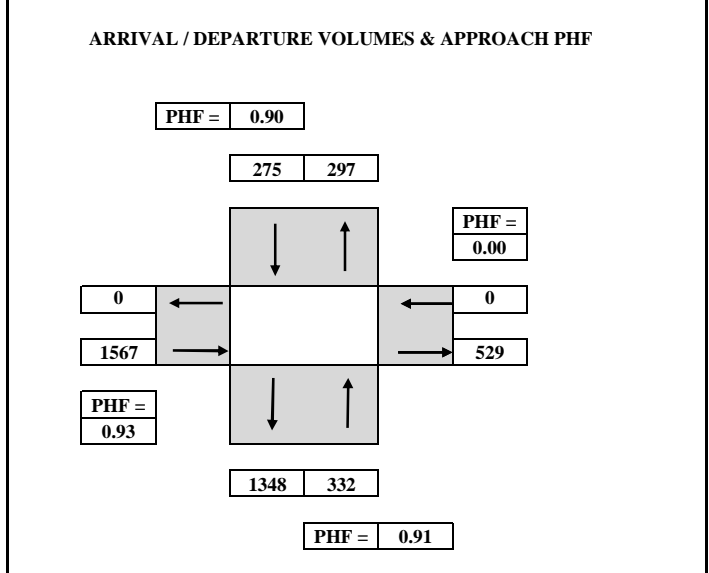 ARRIVAL / DEPARTURE VOLUMES & APPROACH PHF
PHF = 0.90
275 297
PHF =
0.00
0 0
1567 529
PHF =
0.93
1348 332
PHF = 0.91